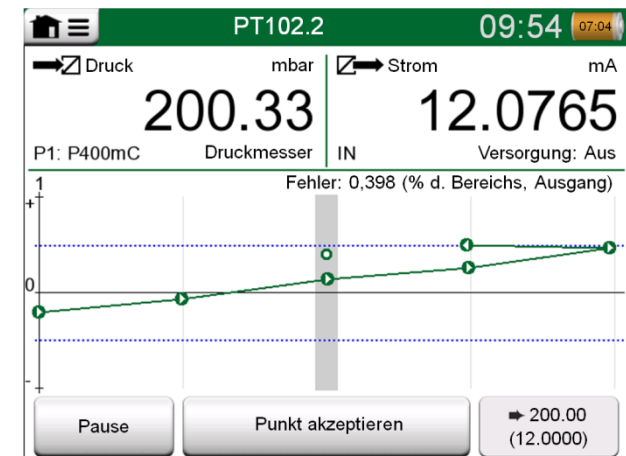 PT102.2 09:54 07:04
Druck mbar
200.33
P1: P400mC Druckmesser
Strom mA
12.0765
IN Versorgung: Aus
Fehler: 0,398 (% d. Bereichs, Ausgang)
1
+
0
-
Pause
Punkt akzeptieren
200.00
(12.0000)